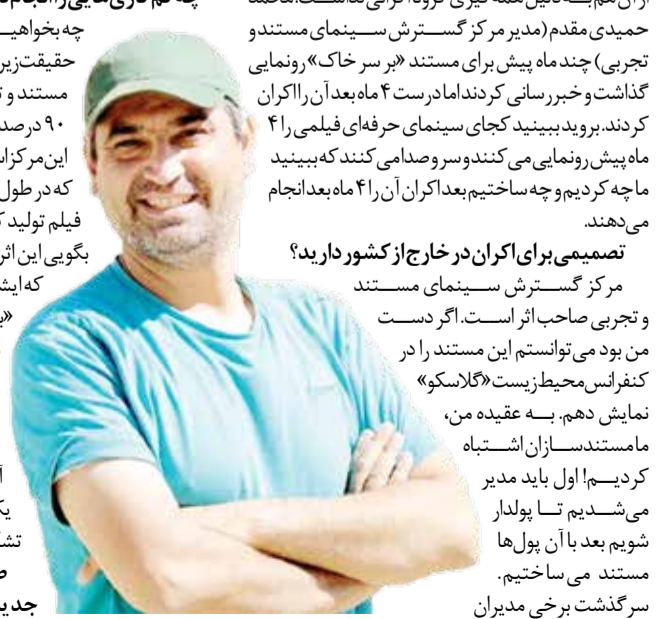 حمیدی مقدم (مدیر مرکز گسترش سینمای مستند و
تجربی) چند ماه پیش برای مستند «بر سر خاک» رونمایی
گذاشت و خبررسانی کردند اما درست ۴ ماه بعد آن را اکران
کردند. بروید ببینید کجای سینمای حرفه‌ای فیلمی را ۴
ماه پیش رونمایی می‌کنند و سر و صدا می‌کنند که ببینید
ما چه کردیم و چه ساختیم بعد اکران آن را ۴ ماه بعد انجام
می‌دهند.
تصمیمی برای اکران در خارج از کشور دارید؟
مرکز گسترش سینمای مستند
و تجربی صاحب اثر است. اگر دست
من بود می‌توانستم این مستند را در
کنفرانس محیط‌زیست «گلاسکو»
نمایش دهم. به عقیده من،
ما مستندسازان اشتباه
کردیم! اول باید مدیر
می‌شدیم تا پولدار
شویم بعد با آن پول‌ها
مستند می‌ساختیم.
سرگذشت برخی مدیران
چه بخواهیـ
حقیقت زیر
مستند و تـ
۹۰ درصد
این مرکز اسـ
که در طول
فیلم تولید کـ
بگویی این اثر
که ایشـ
جدیـ